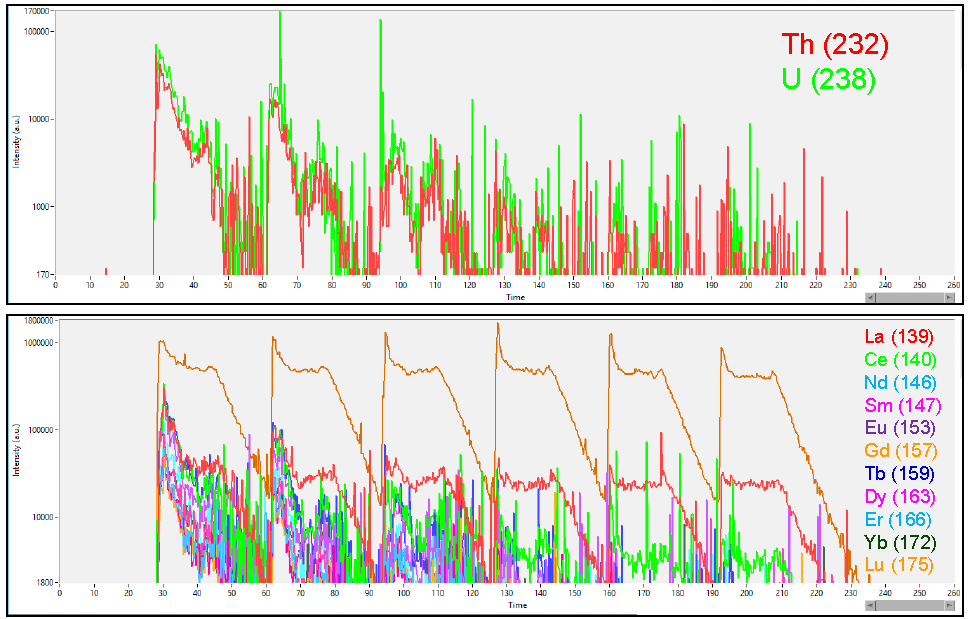 170000
100000
Th (232)
U (238)
10000
Intensity (a.u.)
1000
170
0 10 20 30 40 50 60 70 80 90 100 110 120 130 140 150 160 170 180 190 200 210 220 230 240 250 260
Time
1800000
1000000
La (139)
Ce (140)
Nd (146)
Sm (147)
Eu (153)
100000
Gd (157)
Intensity (a.u.)
Tb (159)
Dy (163)
10000
Er (166)
Yb (172)
Lu (175)
1800
0 10 20 30 40 50 60 70 80 90 100 110 120 130 140 150 160 170 180 190 200 210 220 230 240 250 260
Time